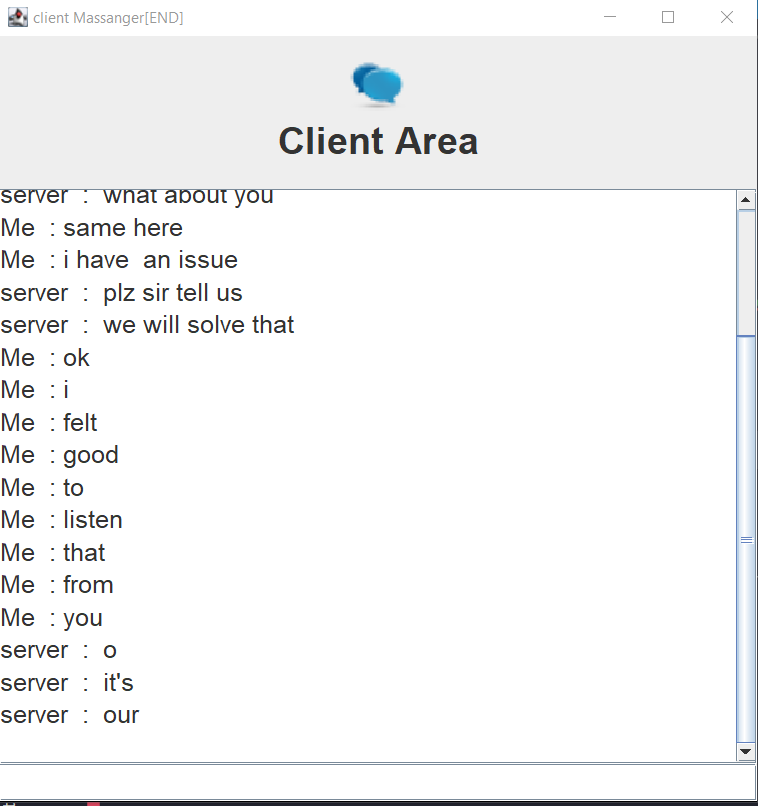 client Massanger[END]
Client Area
server : what about you
Me : same here
Me : i have  an issue
server : plz sir tell us
server : we will solve that
Me : ok
Me : i
Me : felt
Me : good
Me : to
Me : listen
Me : that
Me : from
Me : you
server : o
server : it's
server : our